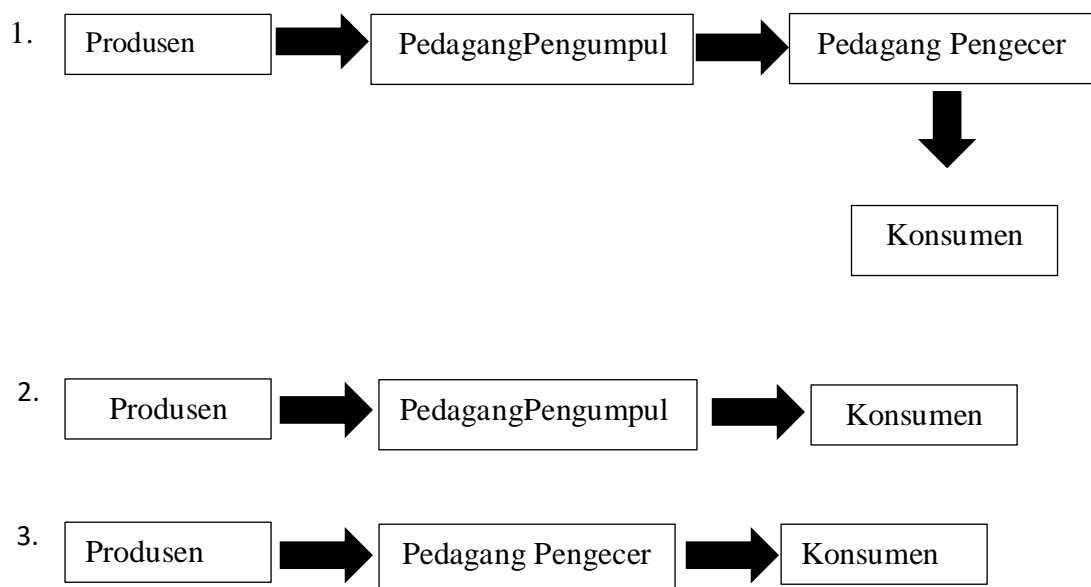 1. Produsen PedagangPengumpul Pedagang Pengecer
Konsumen
2. Produsen PedagangPengumpul Konsumen
3. Produsen Pedagang Pengecer Konsumen